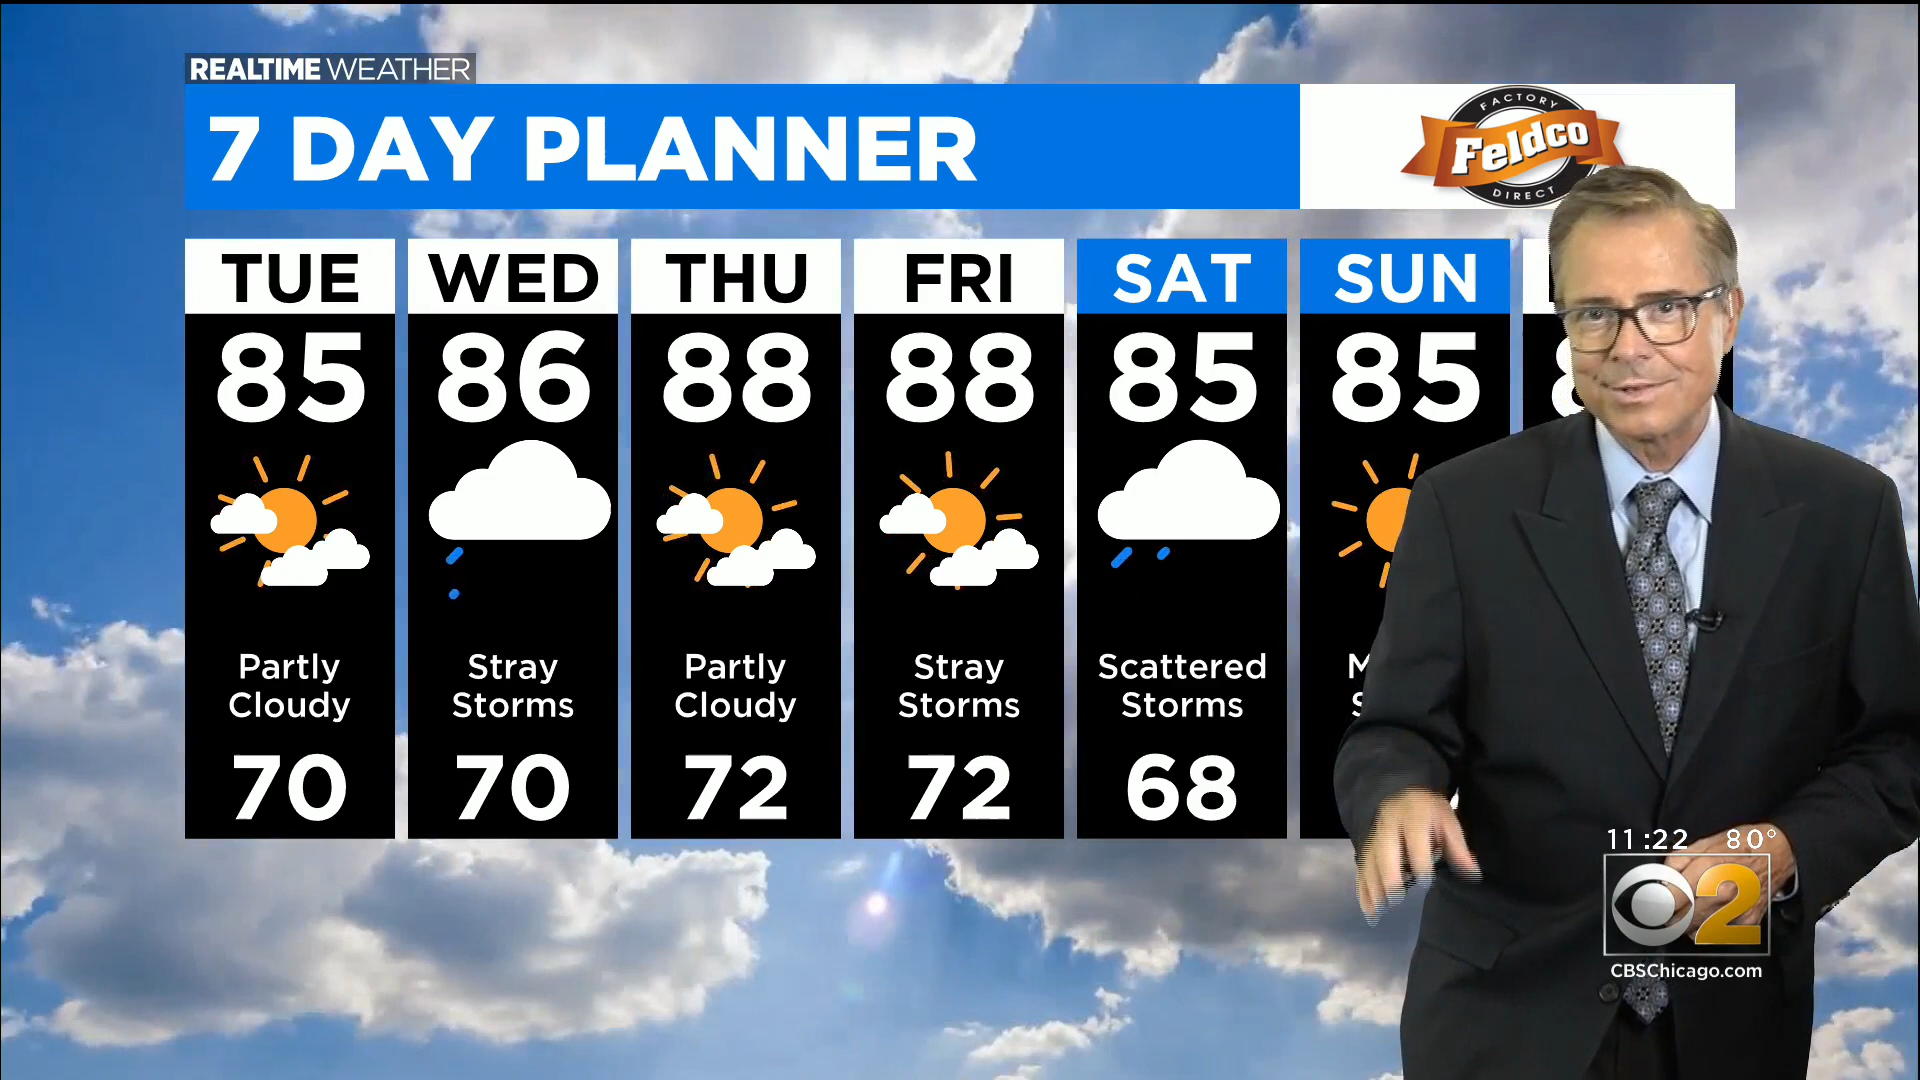 REALTIME WEATHER
7 DAY PLANNER
FACTORY
Feldco
DIRECT
TUE WED THU FRI SAT SUN
85 86 88 88 85 85
Partly Stray Partly Stray Scattered
Cloudy Storms Cloudy Storms Storms
70 70 72 72 68
11:22 80°
2
CBSChicago.com